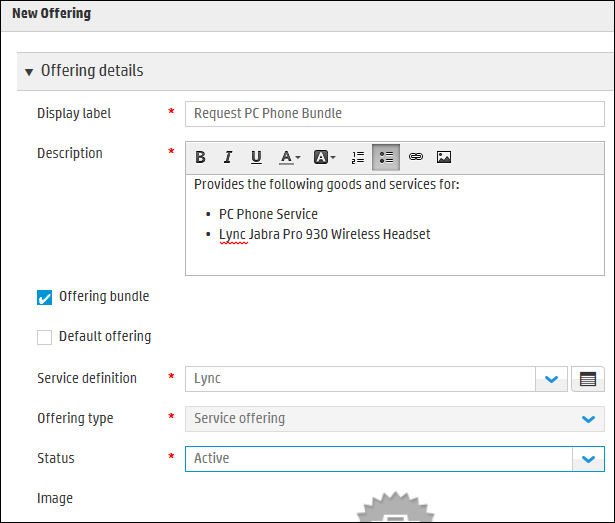 New Offering
Offering details
Display label * Request PC Phone Bundle
Description *
B I U A A
Provides the following goods and services for:
• PC Phone Service
• Lync Jabra Pro 930 Wireless Headset
Offering bundle
Default offering
Service definition * Lync
Offering type * Service offering
Status * Active
Image